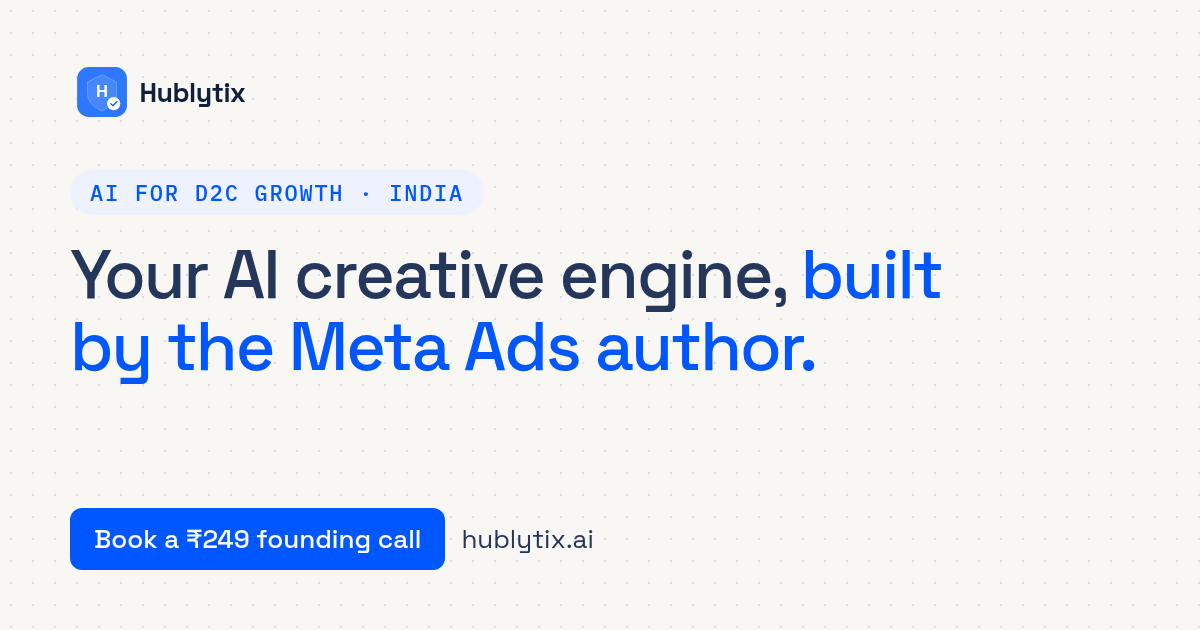 H
Hublytix
AI FOR D2C GROWTH · INDIA
Your AI creative engine, built
by the Meta Ads author.
Book a ₹249 founding call
hublytix.ai